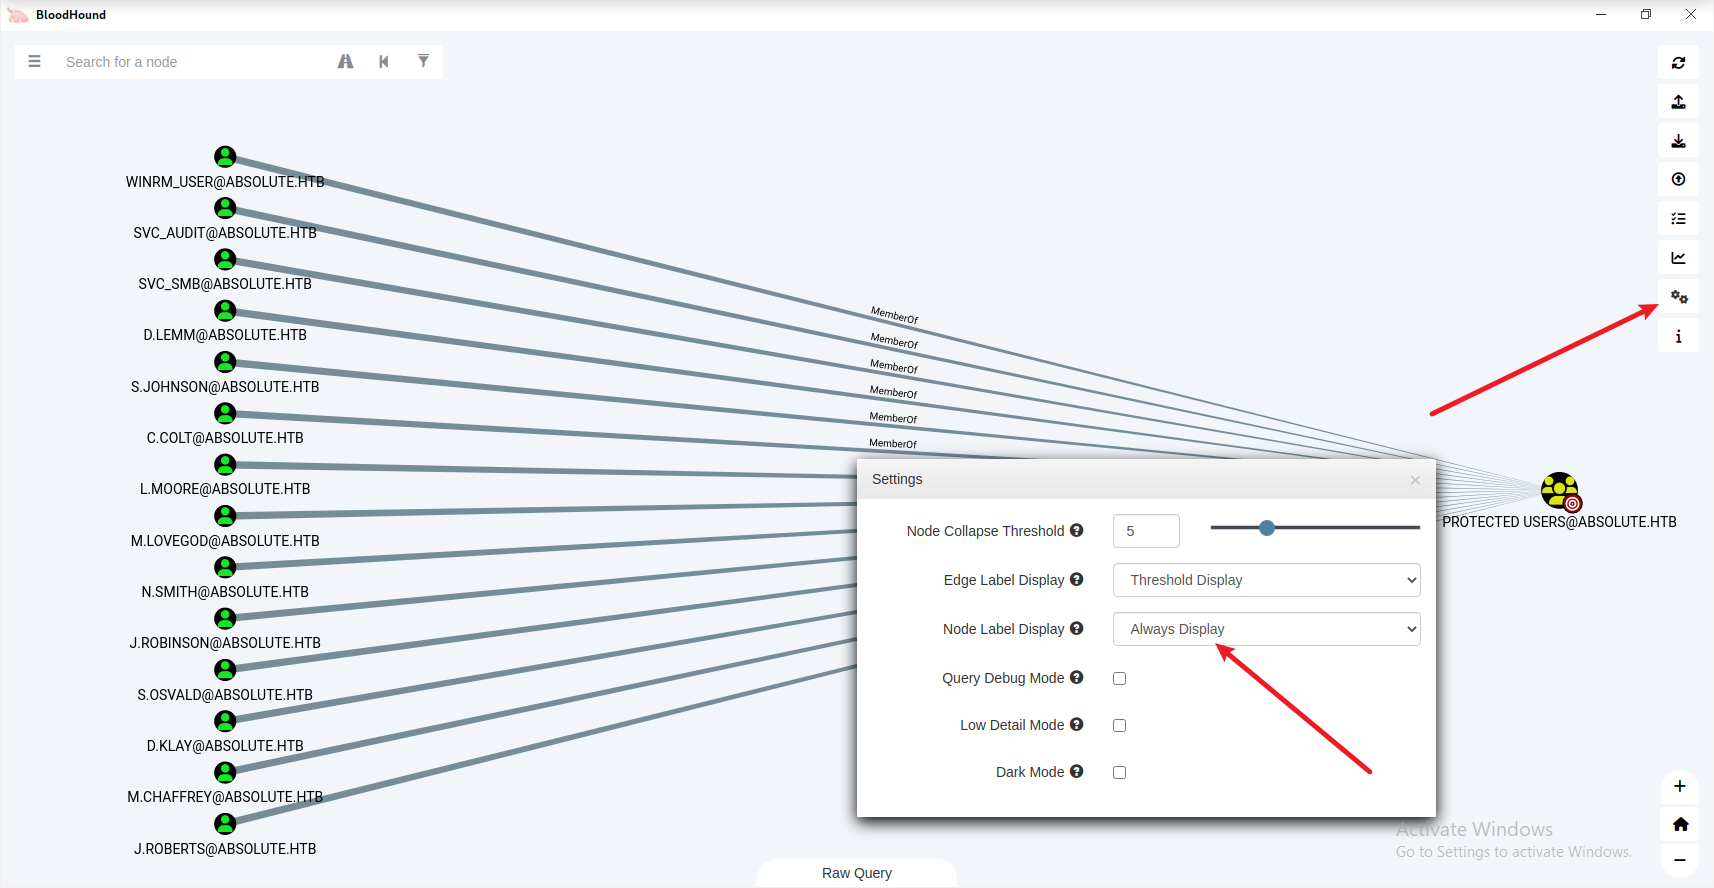 BloodHound
Search for a node
WINRM_USER@ABSOLUTE.HTB
SVC_AUDIT@ABSOLUTE.HTB
SVC_SMB@ABSOLUTE.HTB
D.LEMM@ABSOLUTE.HTB
S.JOHNSON@ABSOLUTE.HTB
C.COLT@ABSOLUTE.HTB
L.MOORE@ABSOLUTE.HTB
M.LOVEGOD@ABSOLUTE.HTB
N.SMITH@ABSOLUTE.HTB
J.ROBINSON@ABSOLUTE.HTB
S.OSVALD@ABSOLUTE.HTB
D.KLAY@ABSOLUTE.HTB
M.CHAFFREY@ABSOLUTE.HTB
J.ROBERTS@ABSOLUTE.HTB
MemberOf
MemberOf
MemberOf
MemberOf
MemberOf
MemberOf
PROTECTED USERS@ABSOLUTE.HTB
Settings
Node Collapse Threshold 5
Edge Label Display Threshold Display
Node Label Display Always Display
Query Debug Mode
Low Detail Mode
Dark Mode
Activate Windows
Go to Settings to activate Windows.
Raw Query